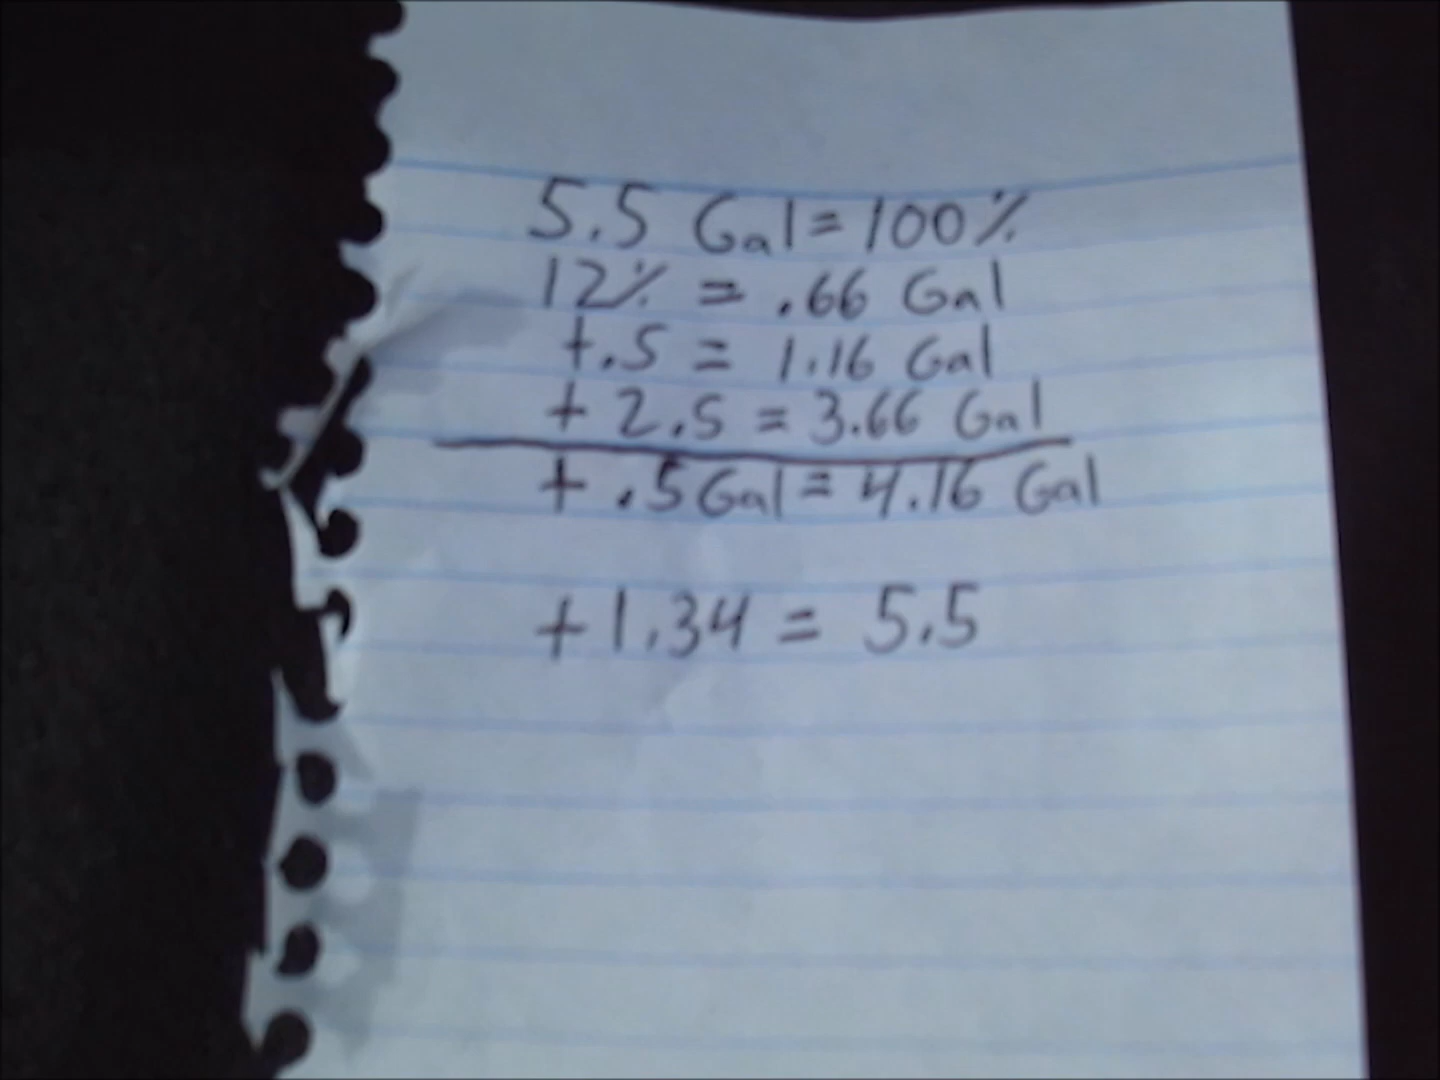 5.5 Gal = 100%
12% = .66 Gal
+.5 = 1.16 Gal
+ 2.5 = 3.66 Gal
+ .5 Gal = 4.16 Gal
+1.34 = 5.5